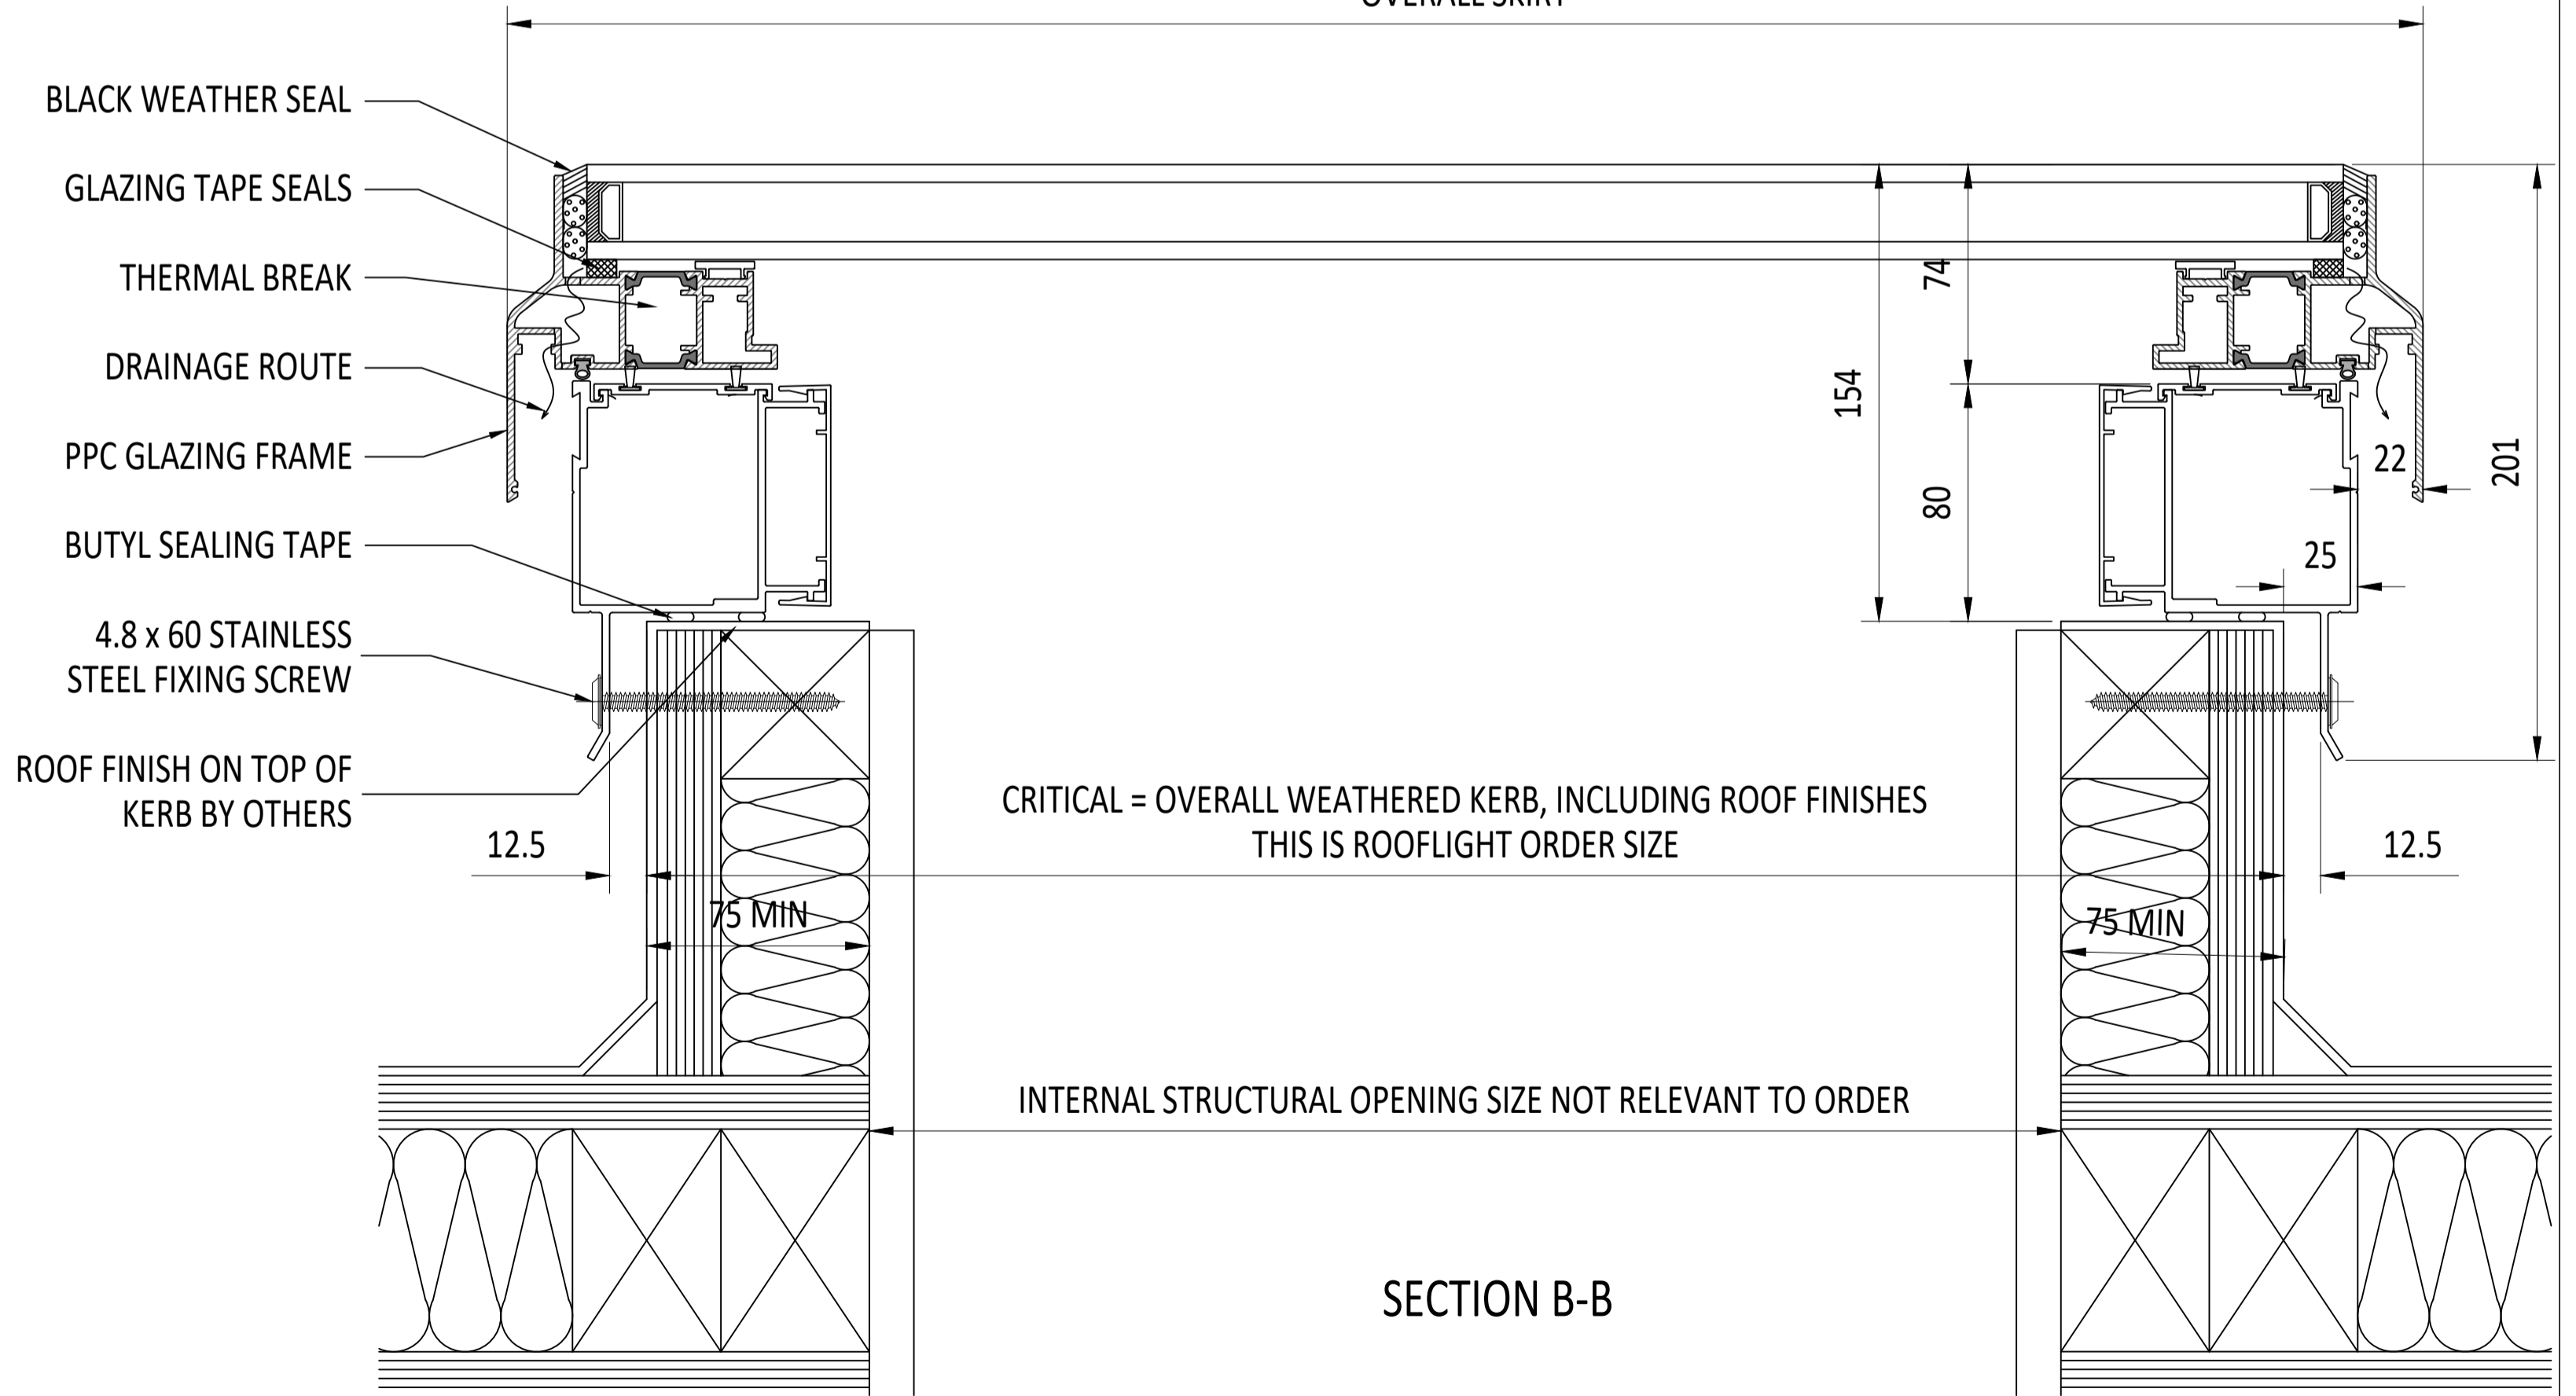 OVERALL SKIRT
BLACK WEATHER SEAL
GLAZING TAPE SEALS
THERMAL BREAK
DRAINAGE ROUTE
PPC GLAZING FRAME
BUTYL SEALING TAPE
4.8 x 60 STAINLESS
STEEL FIXING SCREW
ROOF FINISH ON TOP OF
KERB BY OTHERS
74
154
80
22
201
25
CRITICAL = OVERALL WEATHERED KERB, INCLUDING ROOF FINISHES
THIS IS ROOFLIGHT ORDER SIZE
12.5
12.5
75 MIN
75 MIN
INTERNAL STRUCTURAL OPENING SIZE NOT RELEVANT TO ORDER
SECTION B-B